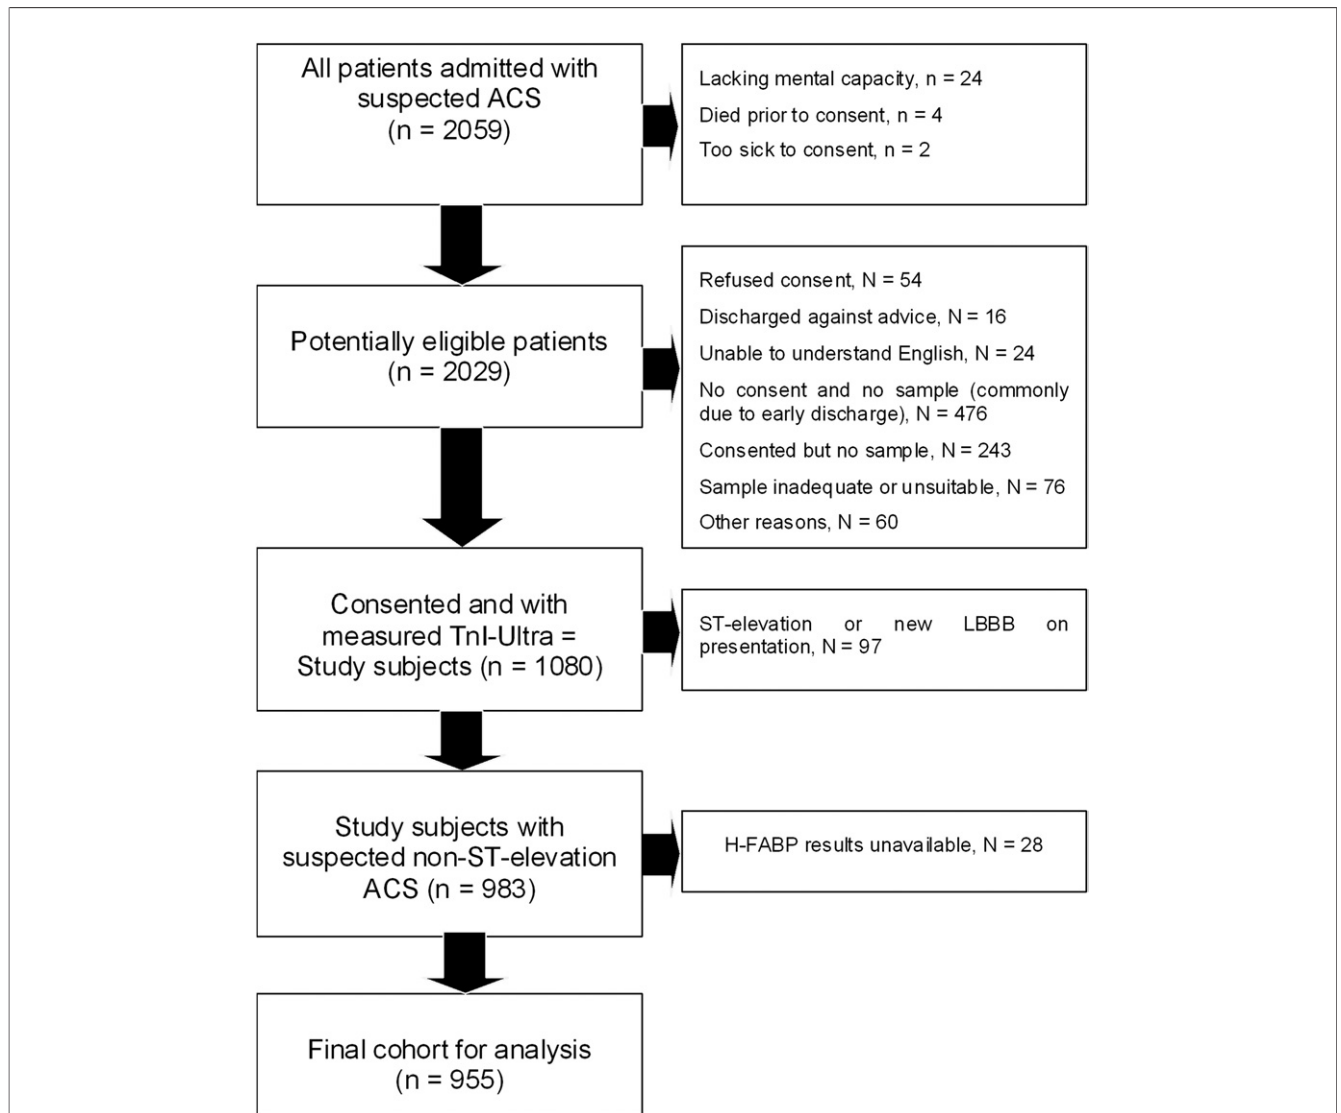 All patients admitted with
suspected ACS
(n = 2059)
Lacking mental capacity, n = 24
Died prior to consent, n = 4
Too sick to consent, n = 2
Potentially eligible patients
(n = 2029)
Refused consent, N = 54
Discharged against advice, N = 16
Unable to understand English, N = 24
No consent and no sample (commonly
due to early discharge), N = 476
Consented but no sample, N = 243
Sample inadequate or unsuitable, N = 76
Other reasons, N = 60
Consented and with
measured TnI-Ultra =
Study subjects (n = 1080)
ST-elevation or new LBBB on
presentation, N = 97
Study subjects with
suspected non-ST-elevation
ACS (n = 983)
H-FABP results unavailable, N = 28
Final cohort for analysis
(n = 955)